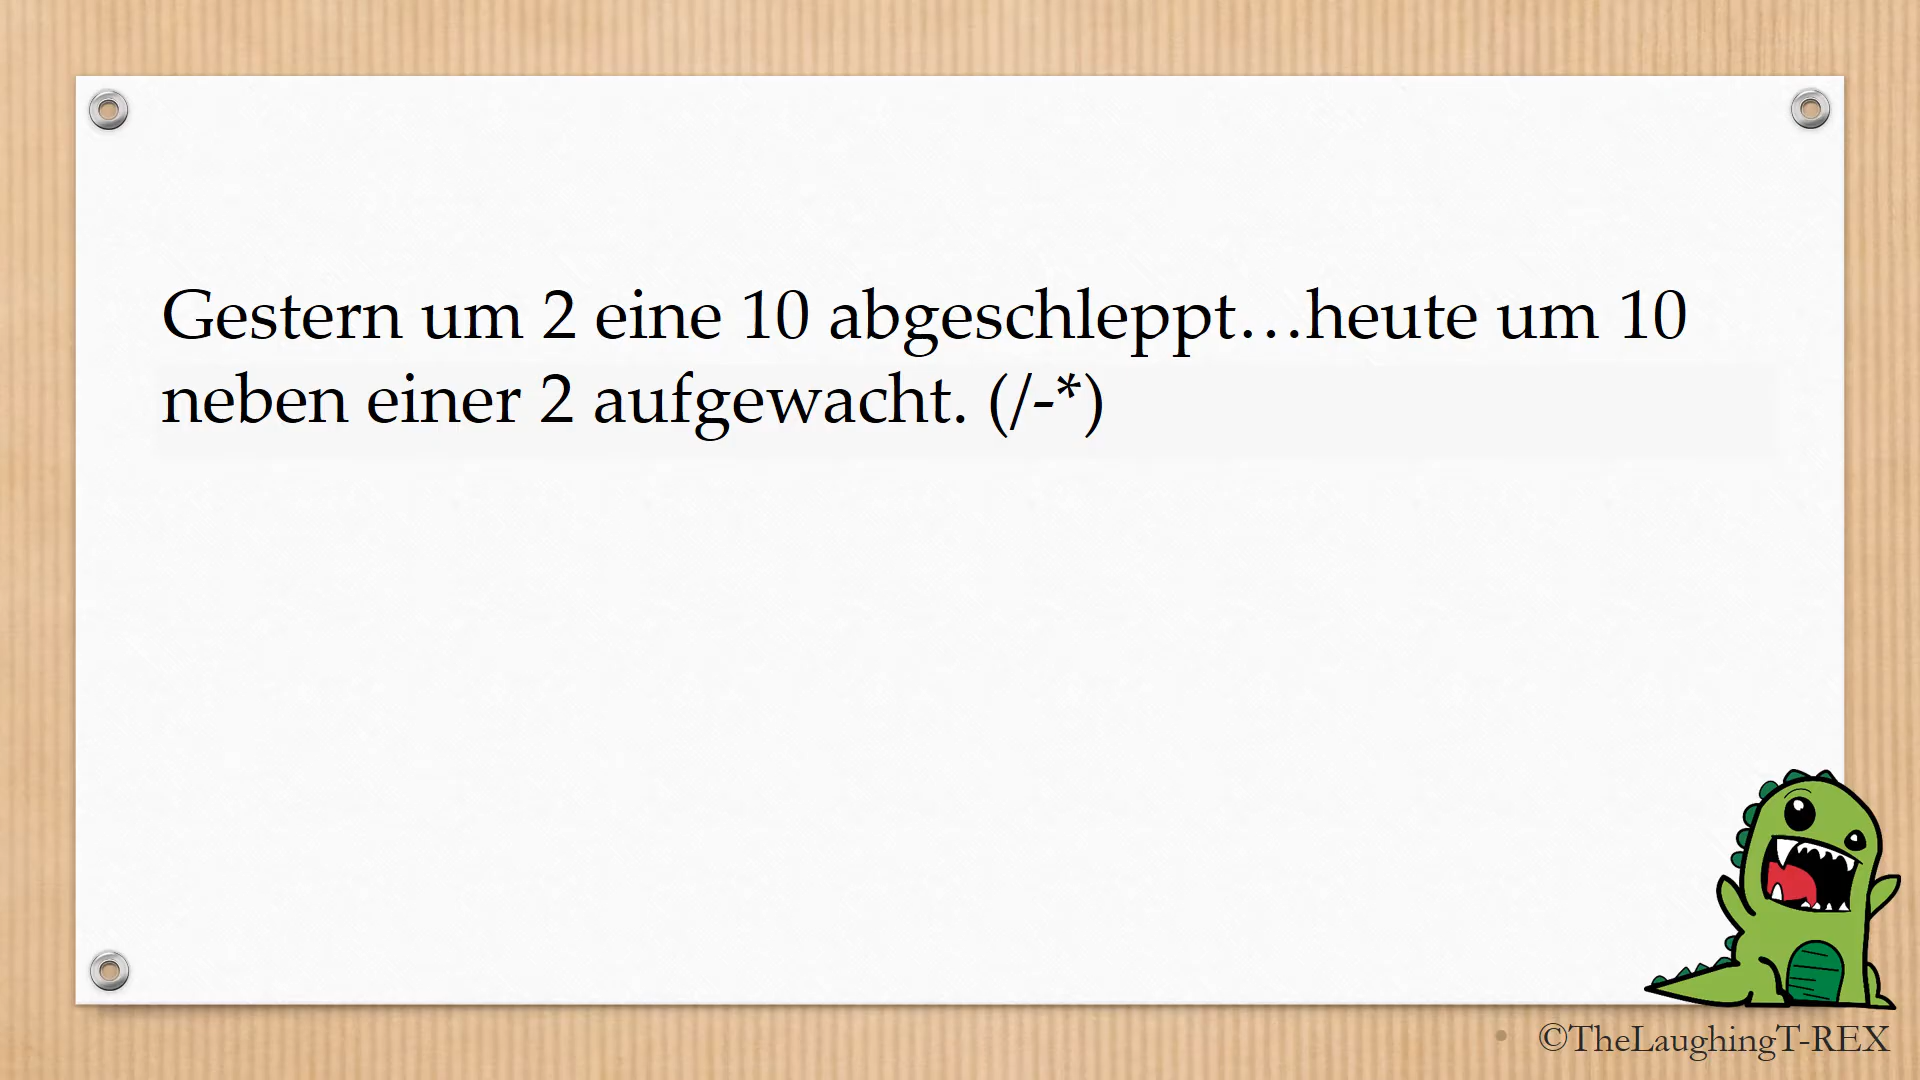 Gestern um 2 eine 10 abgeschleppt…heute um 10
neben einer 2 aufgewacht. (/-*)
©TheLaughingT-REX